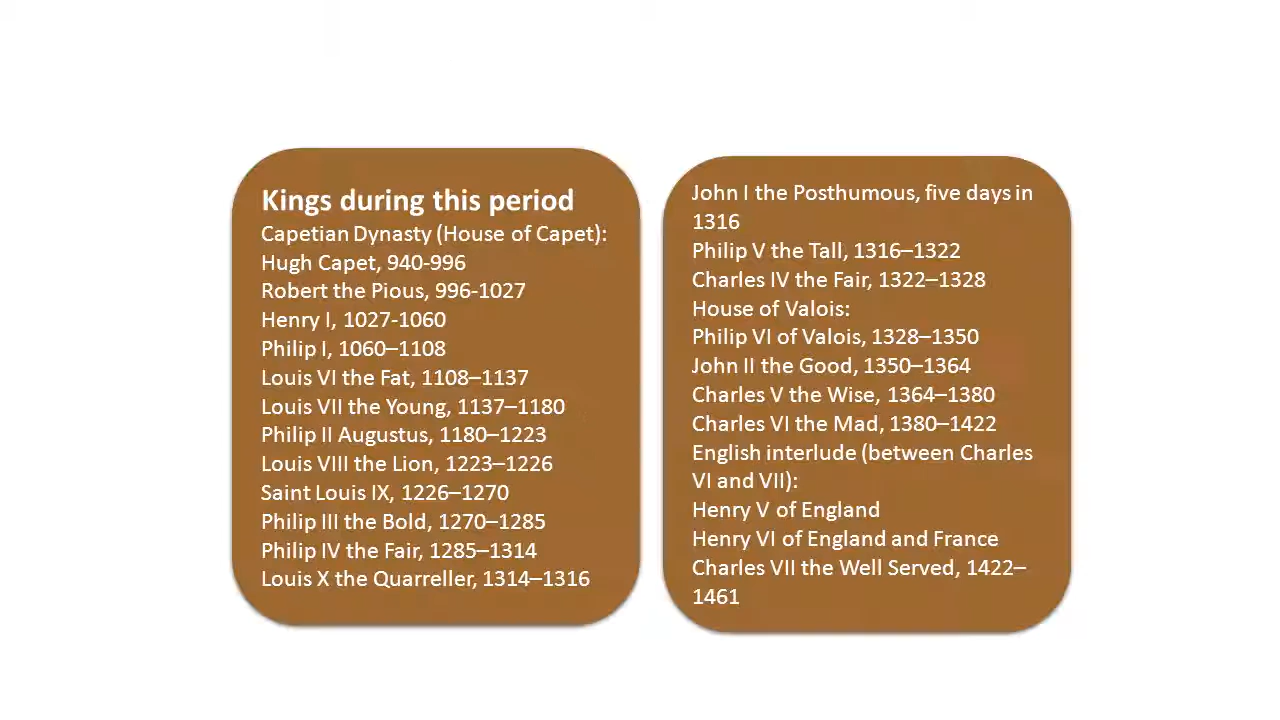 Kings during this period
Capetian Dynasty (House of Capet):
Hugh Capet, 940-996
Robert the Pious, 996-1027
Henry I, 1027-1060
Philip I, 1060–1108
Louis VI the Fat, 1108–1137
Louis VII the Young, 1137–1180
Philip II Augustus, 1180–1223
Louis VIII the Lion, 1223–1226
Saint Louis IX, 1226–1270
Philip III the Bold, 1270–1285
Philip IV the Fair, 1285–1314
Louis X the Quarreller, 1314–1316
John I the Posthumous, five days in
1316
Philip V the Tall, 1316–1322
Charles IV the Fair, 1322–1328
House of Valois:
Philip VI of Valois, 1328–1350
John II the Good, 1350–1364
Charles V the Wise, 1364–1380
Charles VI the Mad, 1380–1422
English interlude (between Charles
VI and VII):
Henry V of England
Henry VI of England and France
Charles VII the Well Served, 1422–
1461